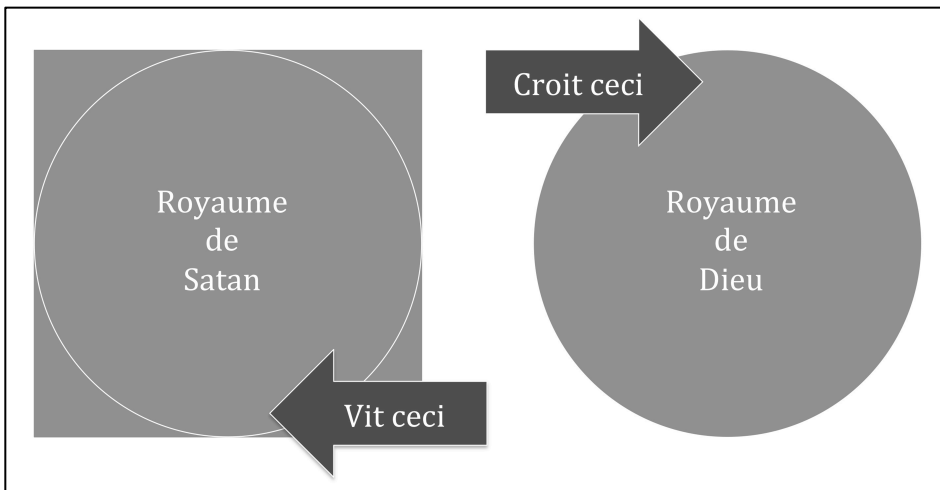 Royaume
de
Satan
Croit ceci
Royaume
de
Dieu
Vit ceci